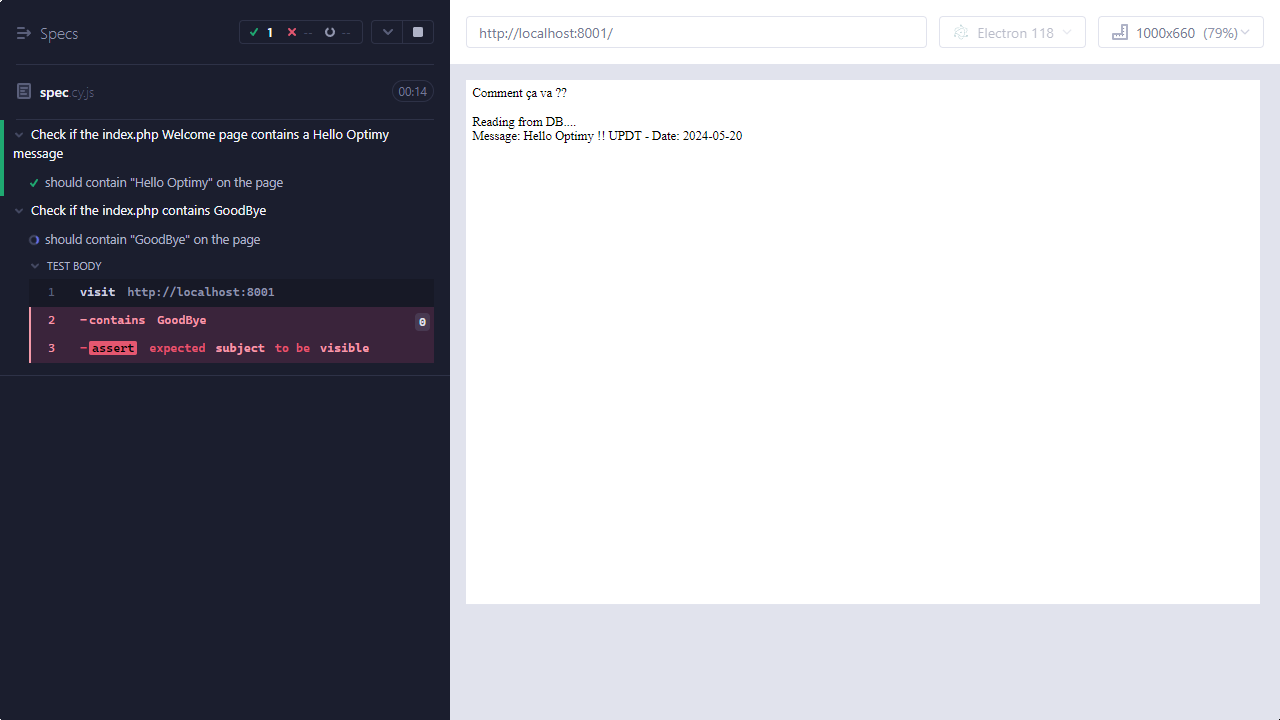 Specs
1 -- --
spec.cy.js 00:14
Check if the index.php Welcome page contains a Hello Optimy
message
should contain "Hello Optimy" on the page
Check if the index.php contains GoodBye
should contain "GoodBye" on the page
TEST BODY
1 visit http://localhost:8001
2 -contains GoodBye 0
3 -assert expected subject to be visible
http://localhost:8001/
Electron 118
1000x660 (79%)
Comment ça va ??
Reading from DB....
Message: Hello Optimy !! UPDT - Date: 2024-05-20